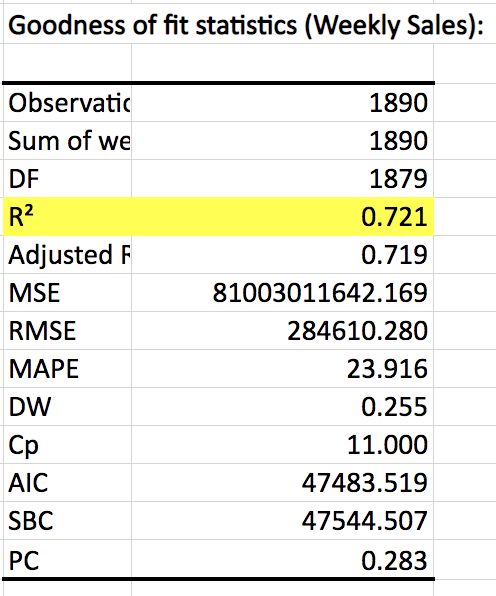 Goodness of fit statistics (Weekly Sales):
Observatic 1890
Sum of we 1890
DF 1879
R² 0.721
Adjusted R 0.719
MSE 81003011642.169
RMSE 284610.280
MAPE 23.916
DW 0.255
Cp 11.000
AIC 47483.519
SBC 47544.507
PC 0.283